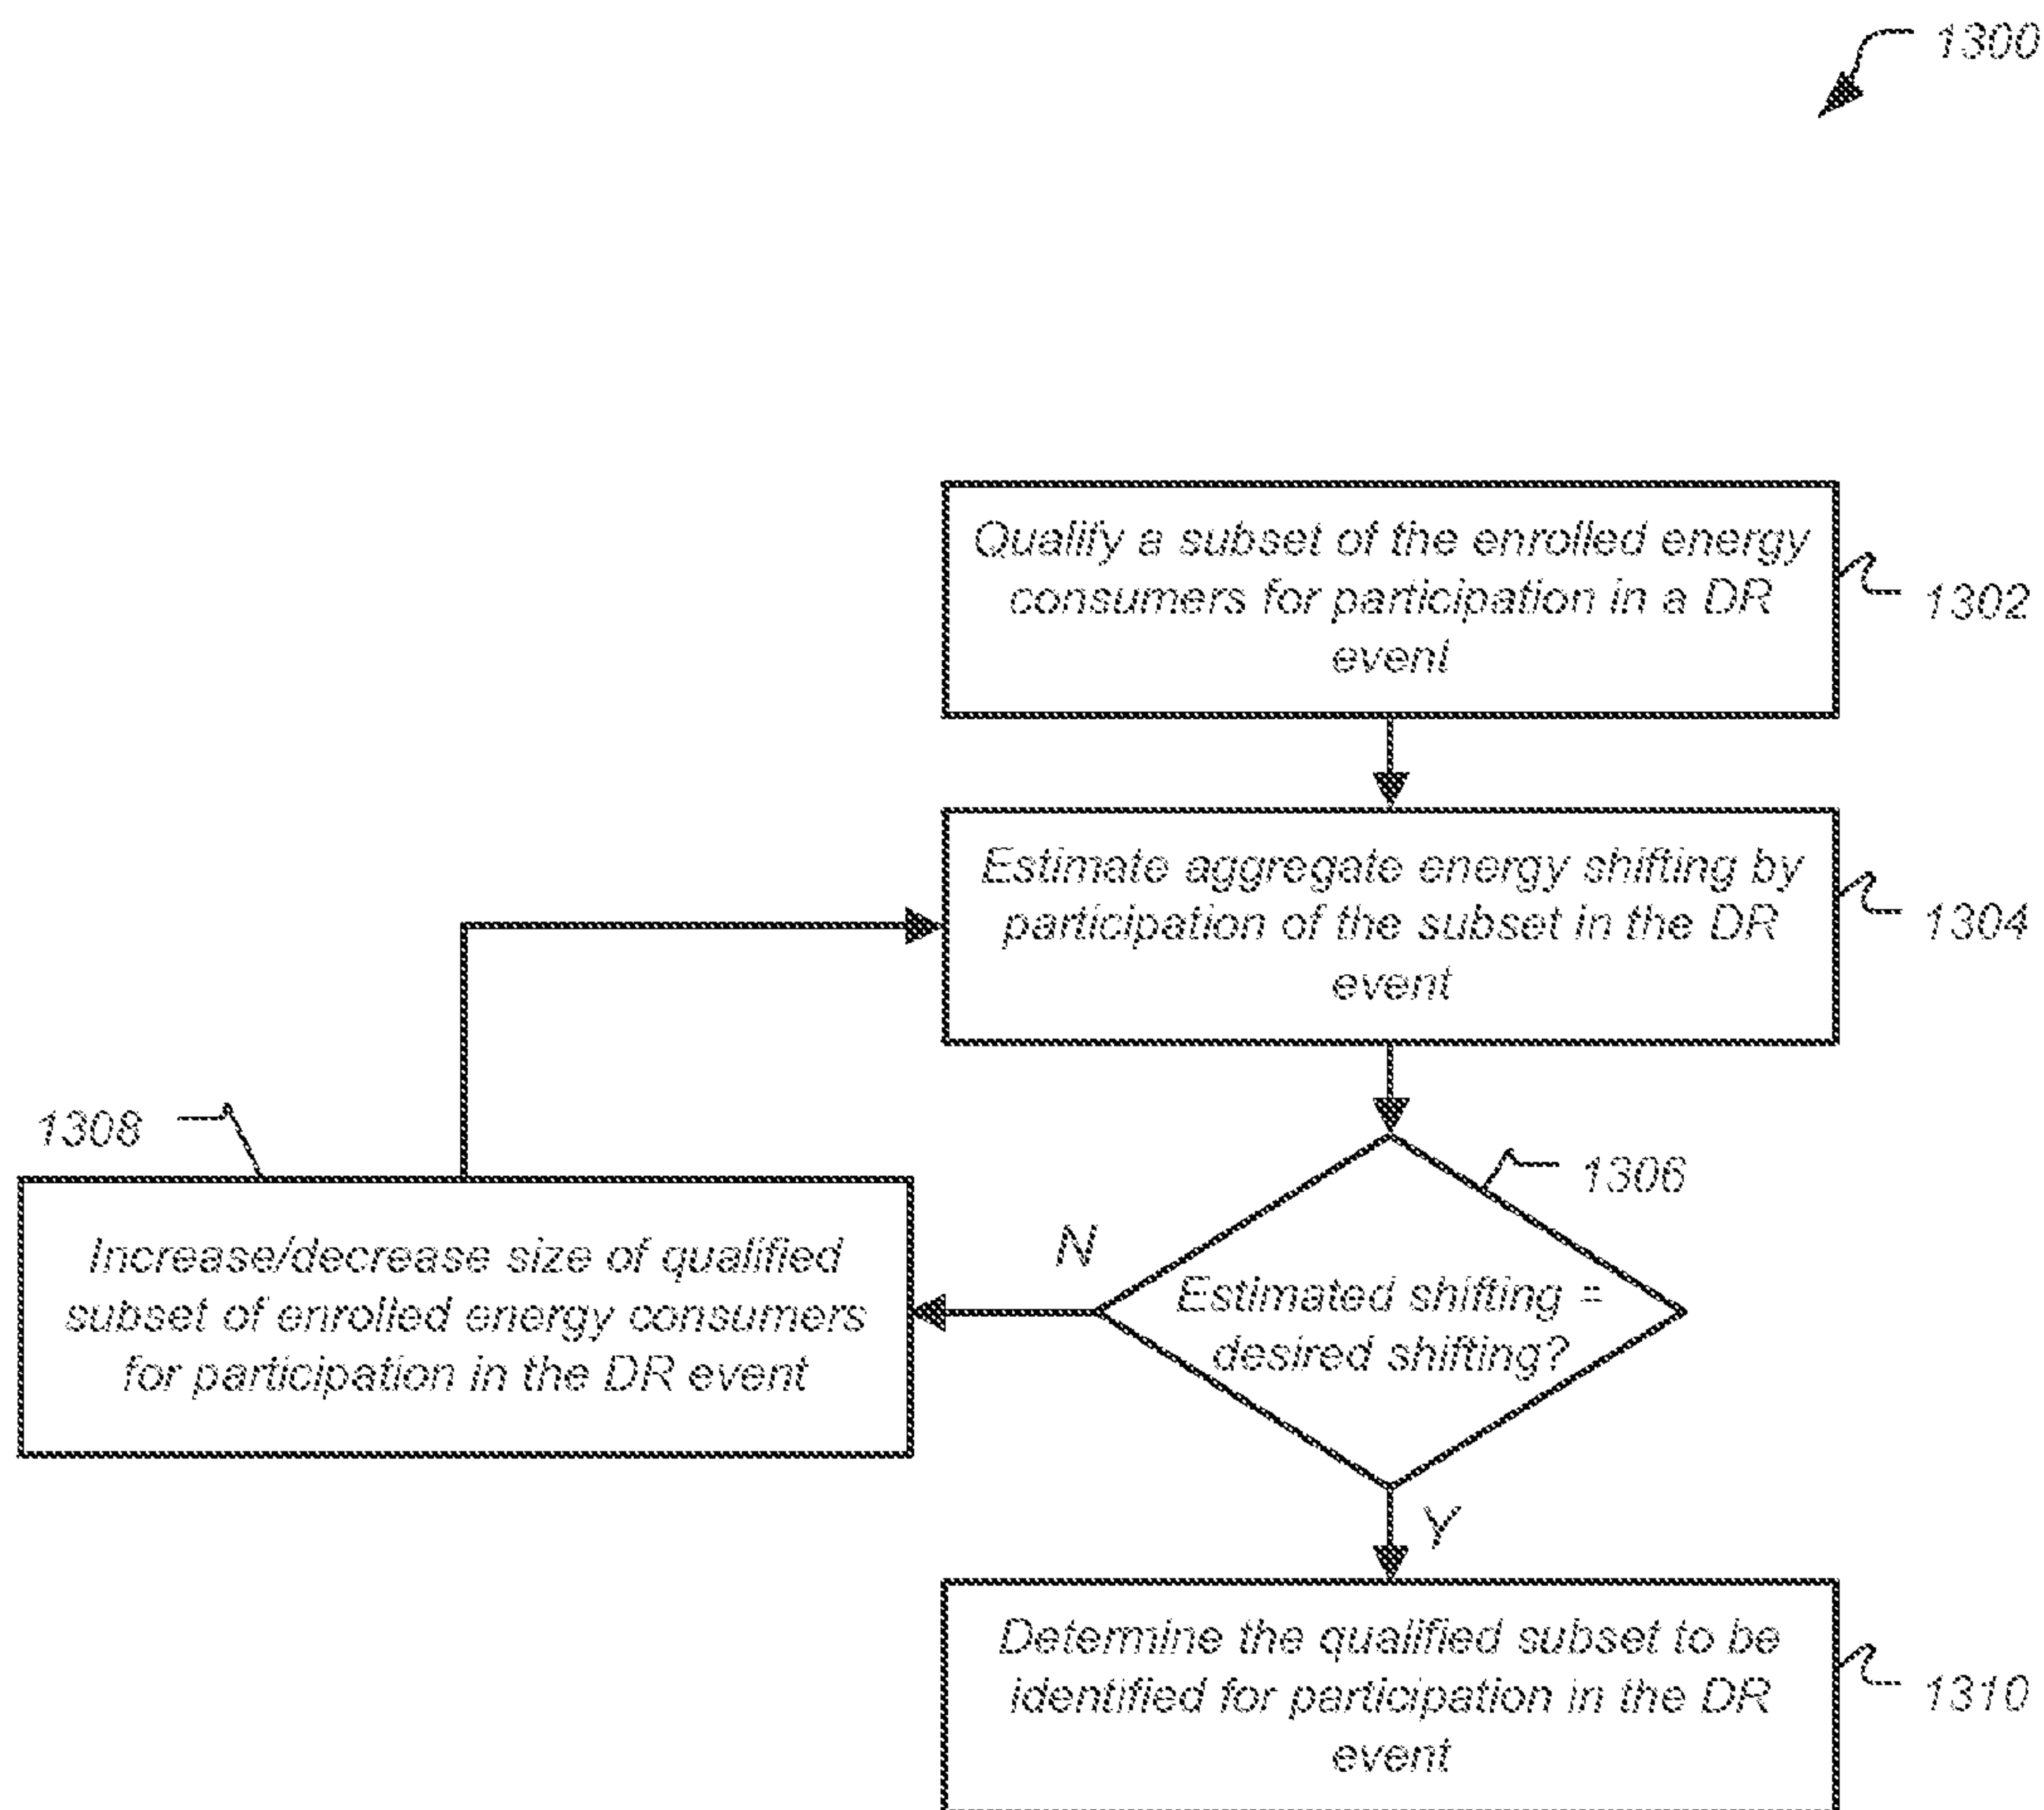 1300
Qualify a subset of the enrolled energy
consumers for participation in a DR
event
1302
Estimate aggregate energy shifting by
participation of the subset in the DR
event
1304
1308
Increase/decrease size of qualified
subset of enrolled energy consumers
for participation in the DR event
N
1306
Estimated shifting =
desired shifting?
Y
Determine the qualified subset to be
identified for participation in the DR
event
1310